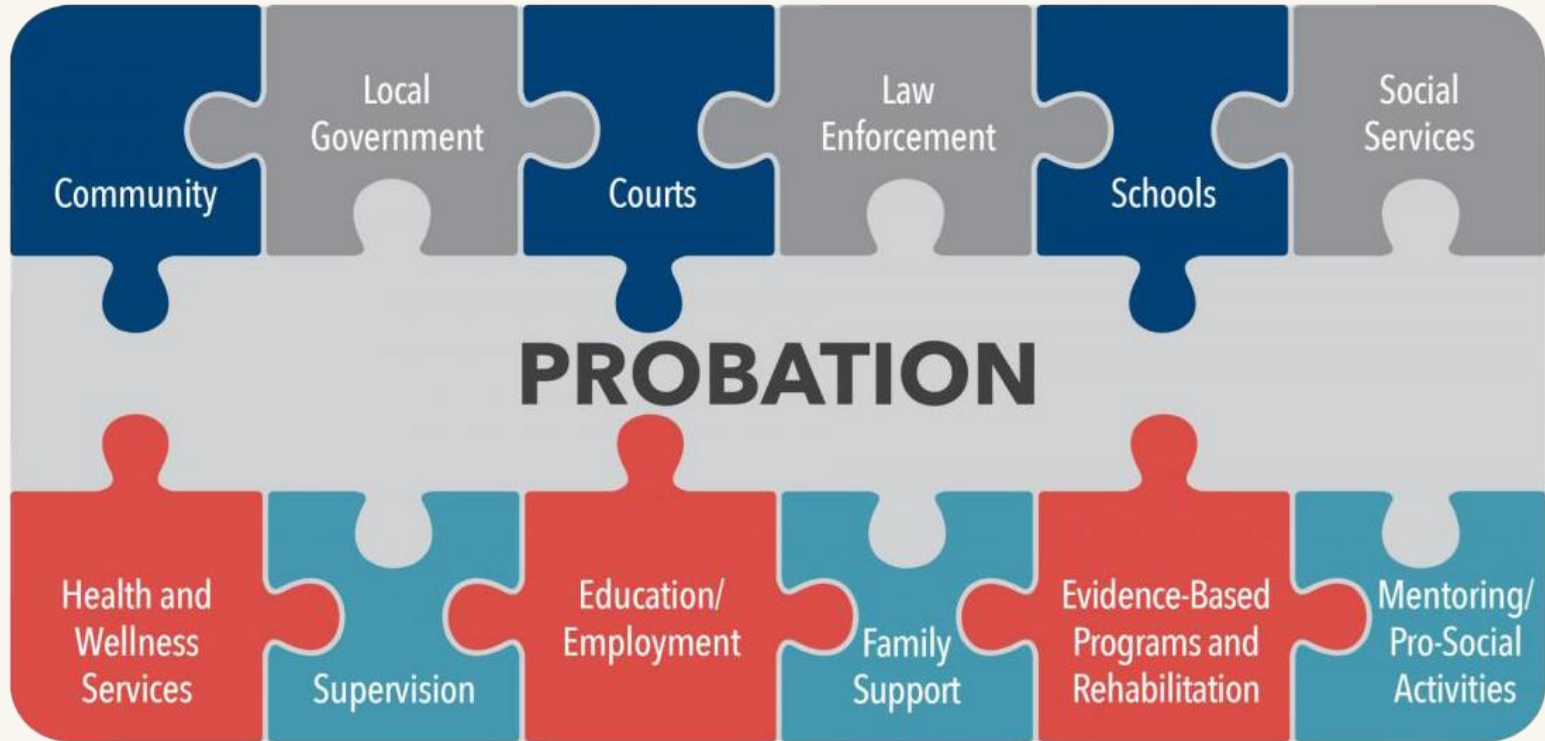 Community
Local
Government
Courts
Law
Enforcement
Schools
Social
Services
PROBATION
Health and
Wellness
Services
Supervision
Education/
Employment
Family
Support
Evidence-Based
Programs and
Rehabilitation
Mentoring/
Pro-Social
Activities